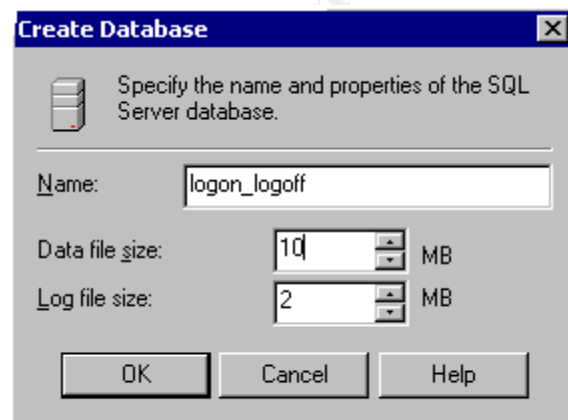 Create Database
Specify the name and properties of the SQL
Server database.
Name: logon_logoff
Data file size: 10 MB
Log file size: 2 MB
OK Cancel Help